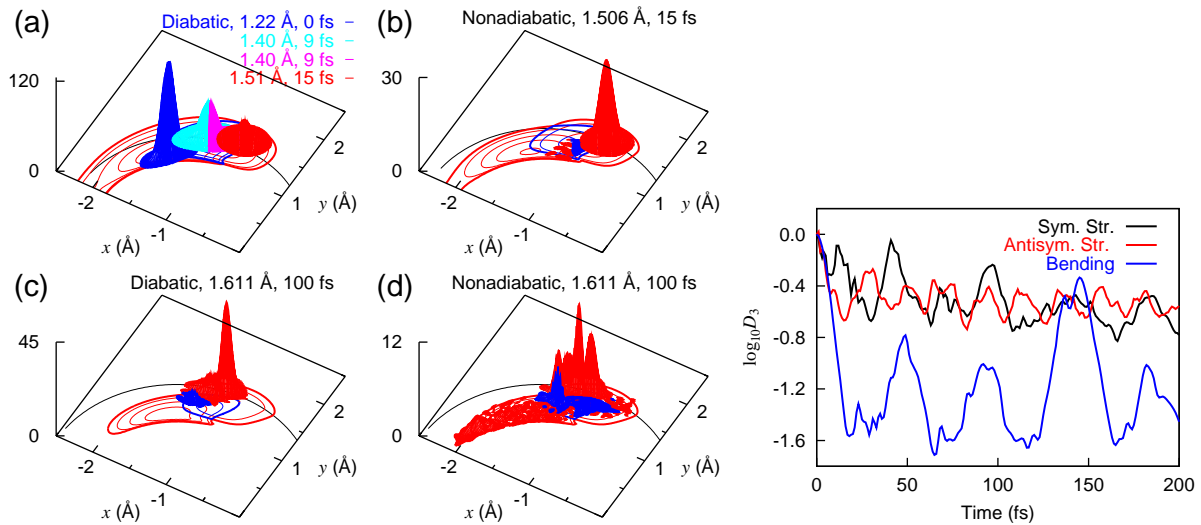 (a)
Diabatic, 1.22 Å, 0 fs
1.40 Å, 9 fs
1.40 Å, 9 fs
1.51 Å, 15 fs
120
0
-2
-1
x (Å)
1
2
y (Å)
(b)
Nonadiabatic, 1.506 Å, 15 fs
30
0
-2
-1
x (Å)
1
2
y (Å)
(c)
Diabatic, 1.611 Å, 100 fs
45
0
-2
-1
x (Å)
1
2
y (Å)
(d)
Nonadiabatic, 1.611 Å, 100 fs
12
0
-2
-1
x (Å)
1
2
y (Å)
Sym. Str.
Antisym. Str.
Bending
0.0
-0.4
-0.8
-1.2
-1.6
log₁₀D₃
0 50 100 150 200
Time (fs)